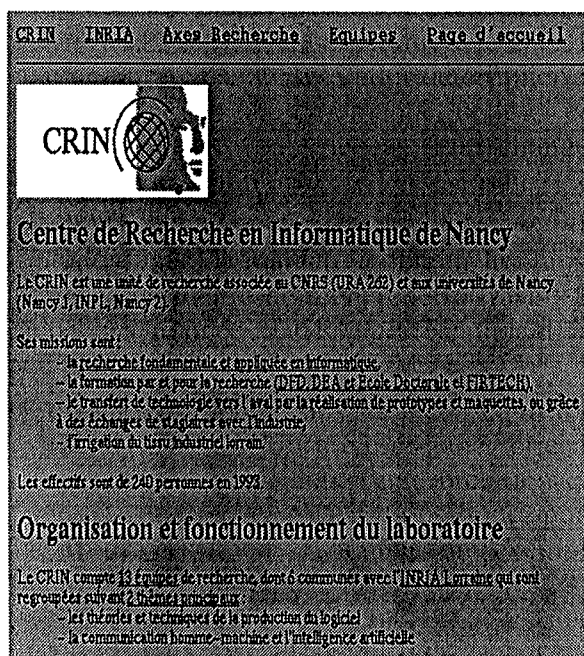 CRIN INRIA Axes Recherche Equipes Page d'accueil
CRIN
Centre de Recherche en Informatique de Nancy
Le CRIN est une unité de recherche associée au CNRS (URA 262) et aux universités de Nancy
(Nancy 1, INPL, Nancy 2).
Ses missions sont :
– la recherche fondamentale et appliquée en informatique,
– la formation par et pour la recherche (DFD, DEA et Ecole Doctorale et FIRTECH),
– le transfert de technologie vers l'aval par la réalisation de prototypes et maquettes, ou grâce
à des échanges de stagiaires avec l'industrie,
– l'irrigation du tissu industriel lorrain.
Les effectifs sont de 240 personnes en 1993.
Organisation et fonctionnement du laboratoire
Le CRIN compte 13 équipes de recherche, dont 6 communes avec l'INRIA Lorraine qui sont
regroupées suivant 2 thèmes principaux :
– les théories et techniques de la production du logiciel
– la communication homme–machine et l'intelligence artificielle